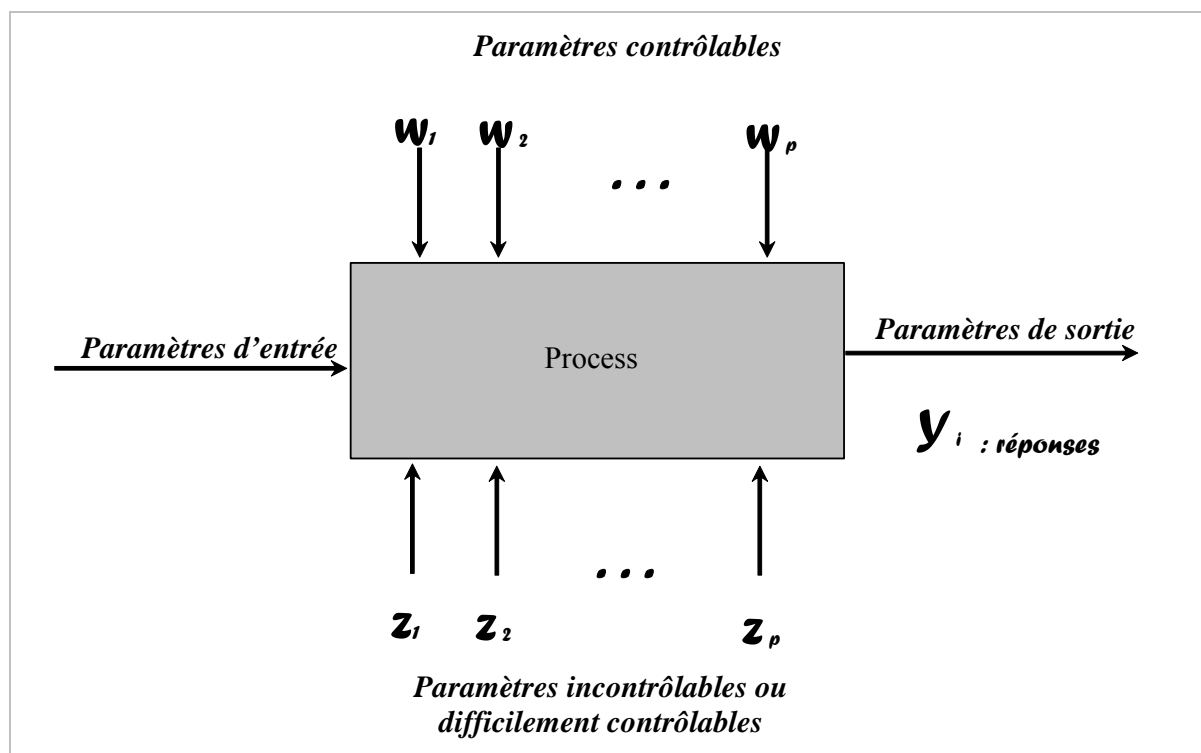 Paramètres contrôlables
w1 w2 ... wp
Paramètres d'entrée
Process
Paramètres de sortie
yi : réponses
...
z1 z2 zp
Paramètres incontrôlables ou
difficilement contrôlables